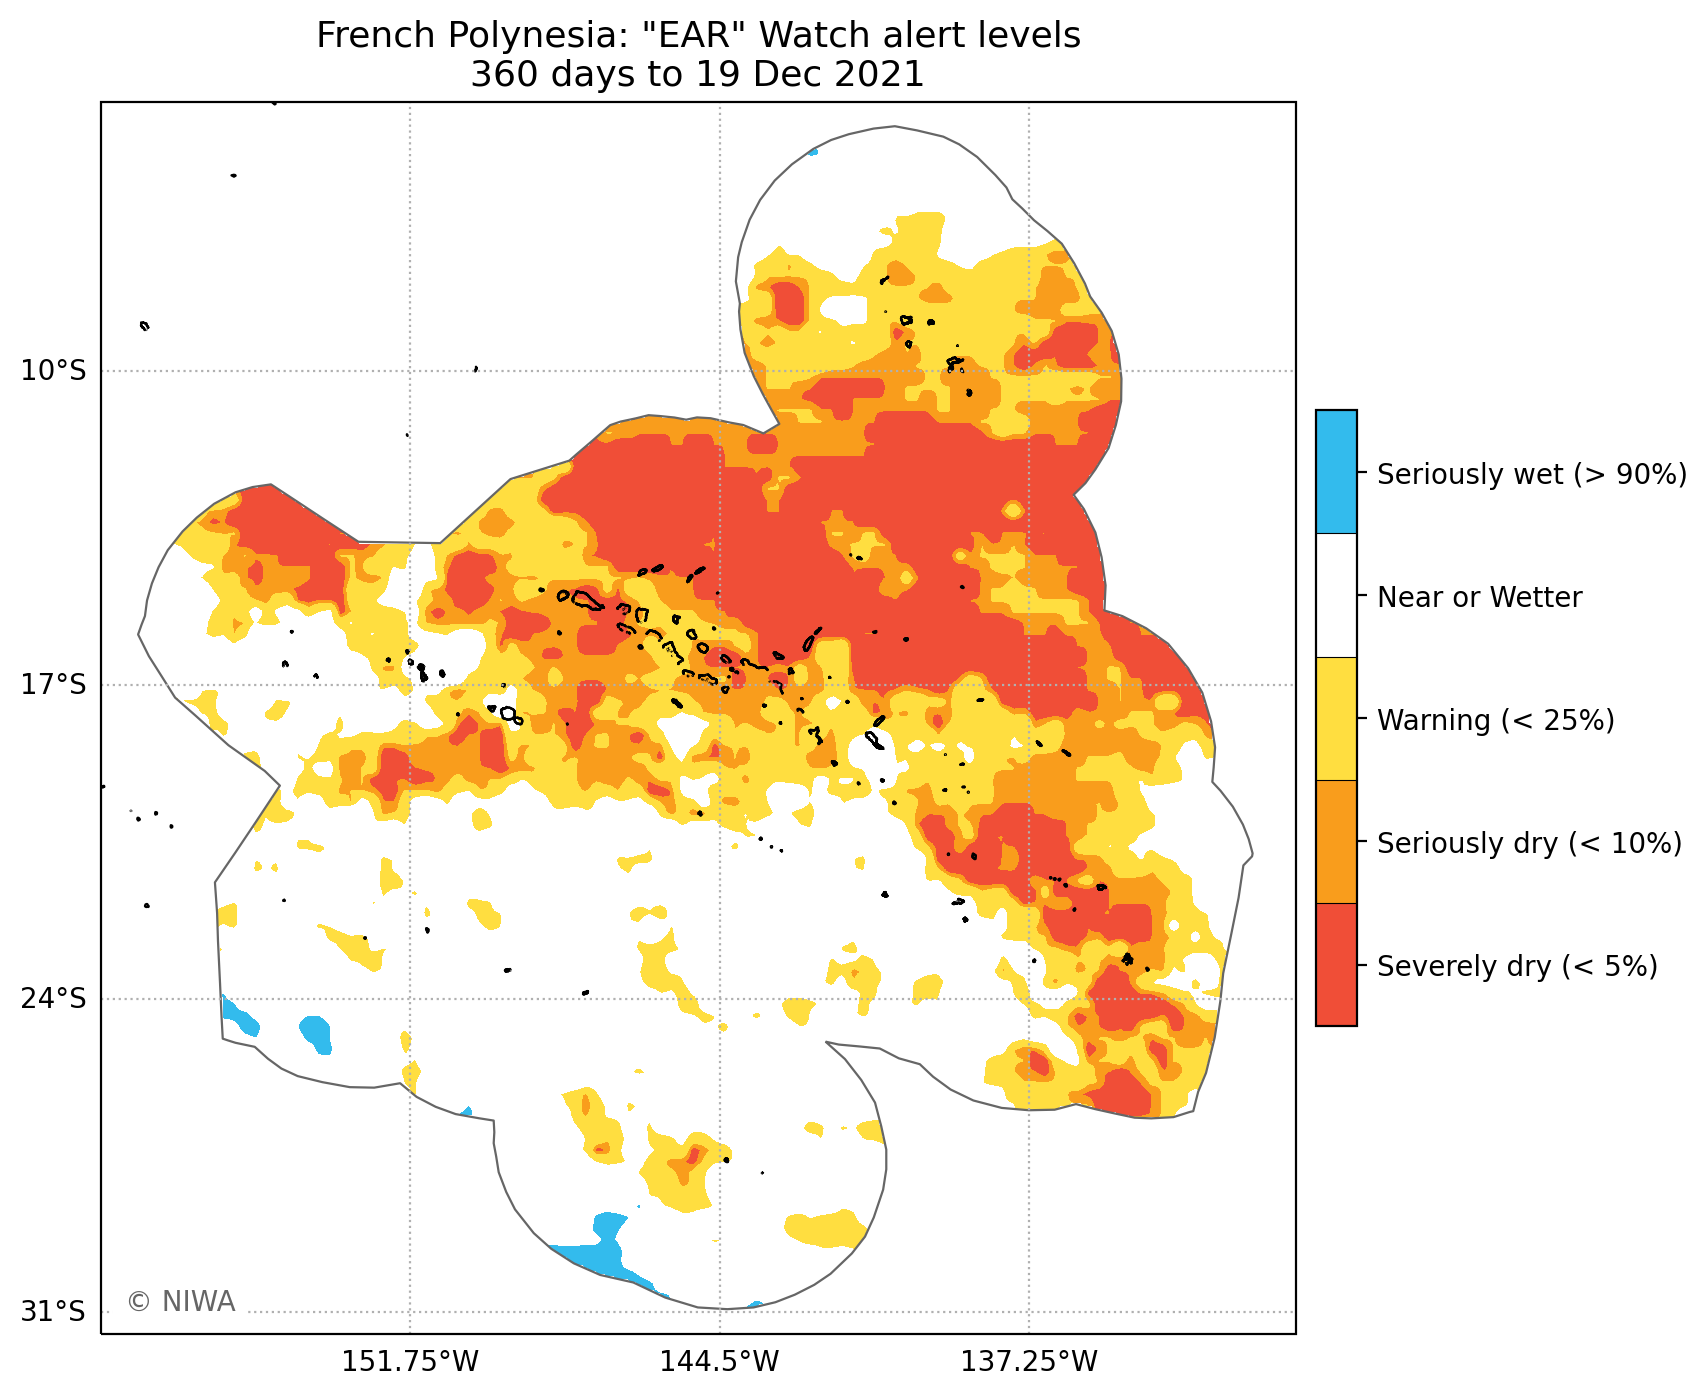 French Polynesia: "EAR" Watch alert levels
360 days to 19 Dec 2021
10°S
17°S
24°S
31°S
151.75°W
144.5°W
137.25°W
© NIWA
Seriously wet (> 90%)
Near or Wetter
Warning (< 25%)
Seriously dry (< 10%)
Severely dry (< 5%)